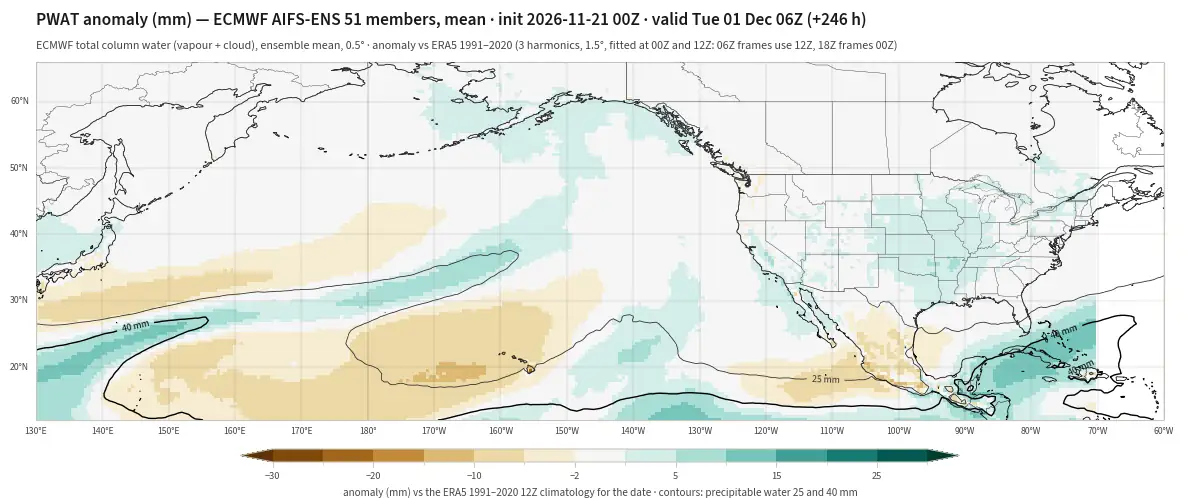 PWAT anomaly (mm) — ECMWF AIFS-ENS 51 members, mean · init 2026-11-21 00Z · valid Tue 01 Dec 06Z (+246 h)
ECMWF total column water (vapour + cloud), ensemble mean, 0.5° · anomaly vs ERA5 1991–2020 (3 harmonics, 1.5°, fitted at 00Z and 12Z: 06Z frames use 12Z, 18Z frames 00Z)
60°N
50°N
40°N
30°N
20°N
40 mm
40 mm
25 mm
130°E 140°E 150°E 160°E 170°E 180° 170°W 160°W 150°W 140°W 130°W 120°W 110°W 100°W 90°W 80°W 70°W 60°W
−30 −20 −10 −2 5 15 25
anomaly (mm) vs the ERA5 1991–2020 12Z climatology for the date · contours: precipitable water 25 and 40 mm